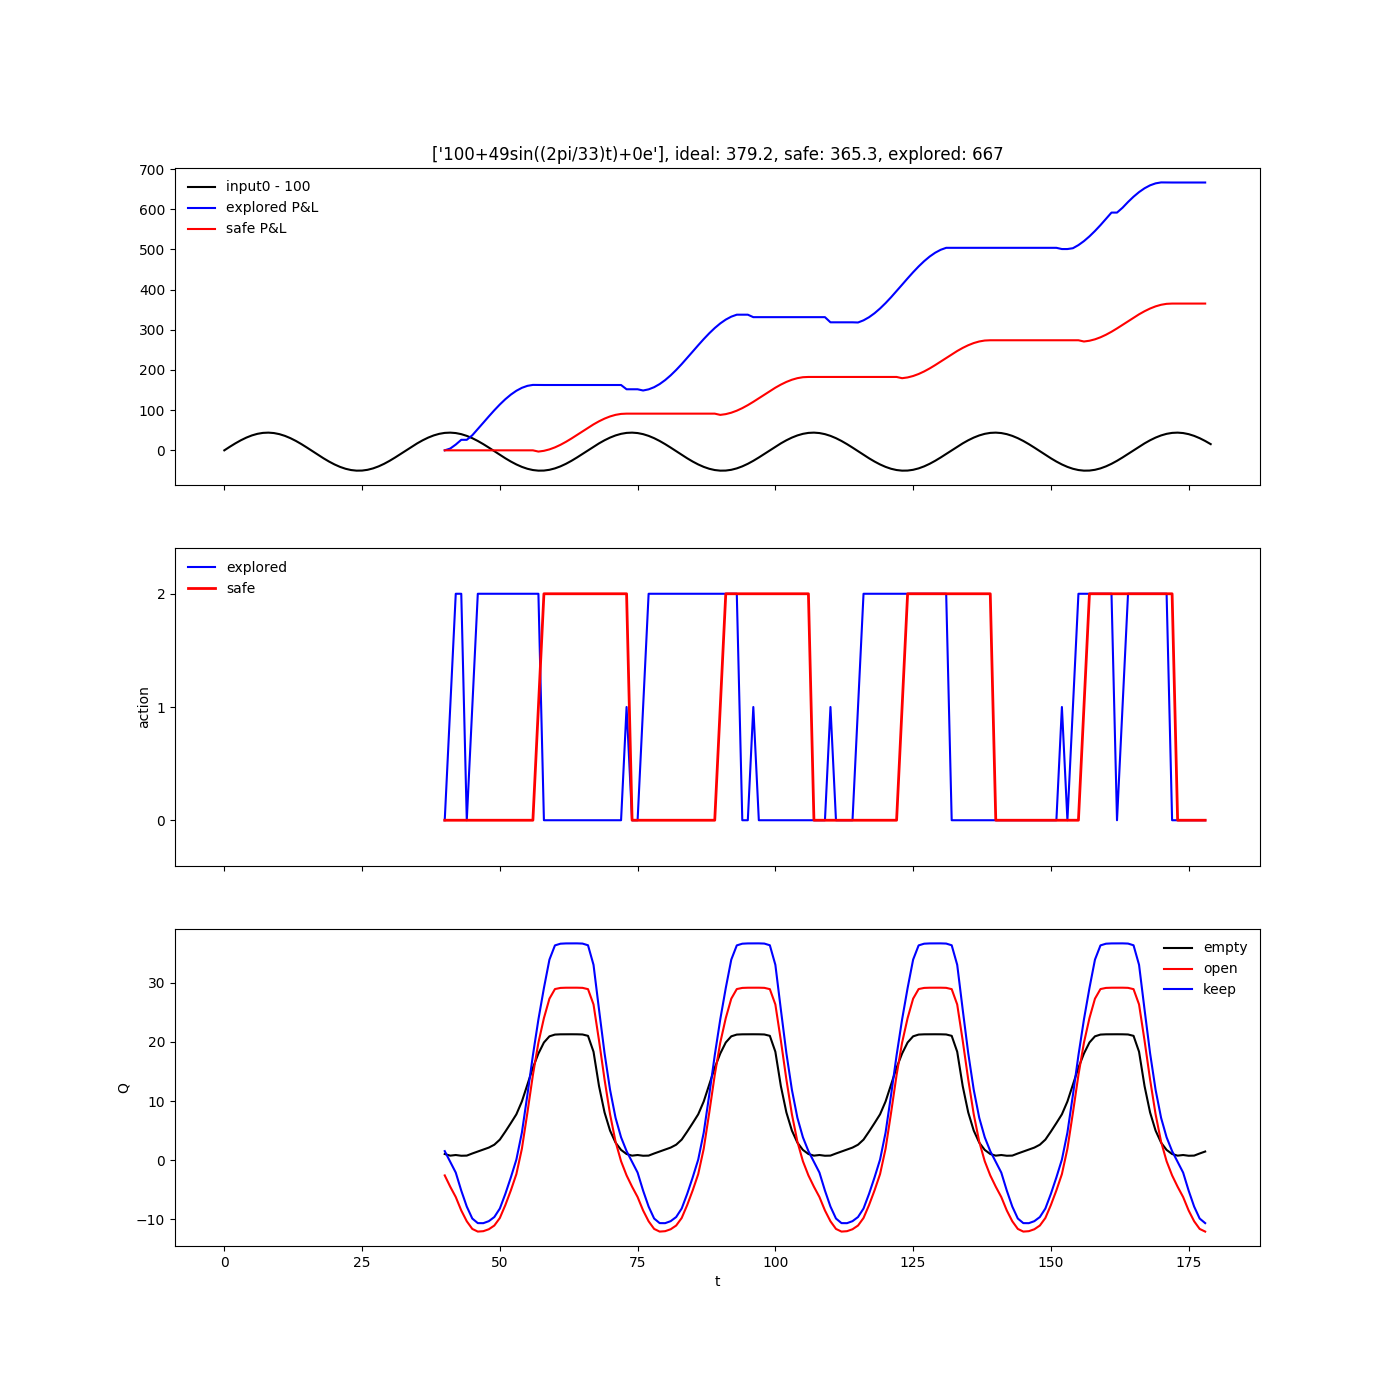 ['100+49sin((2pi/33)t)+0e'], ideal: 379.2, safe: 365.3, explored: 667
700
600
500
400
300
200
100
0
input0 - 100
explored P&L
safe P&L
action
2
1
0
explored
safe
Q
30
20
10
0
−10
empty
open
keep
0
25
50
75
100
125
150
175
t